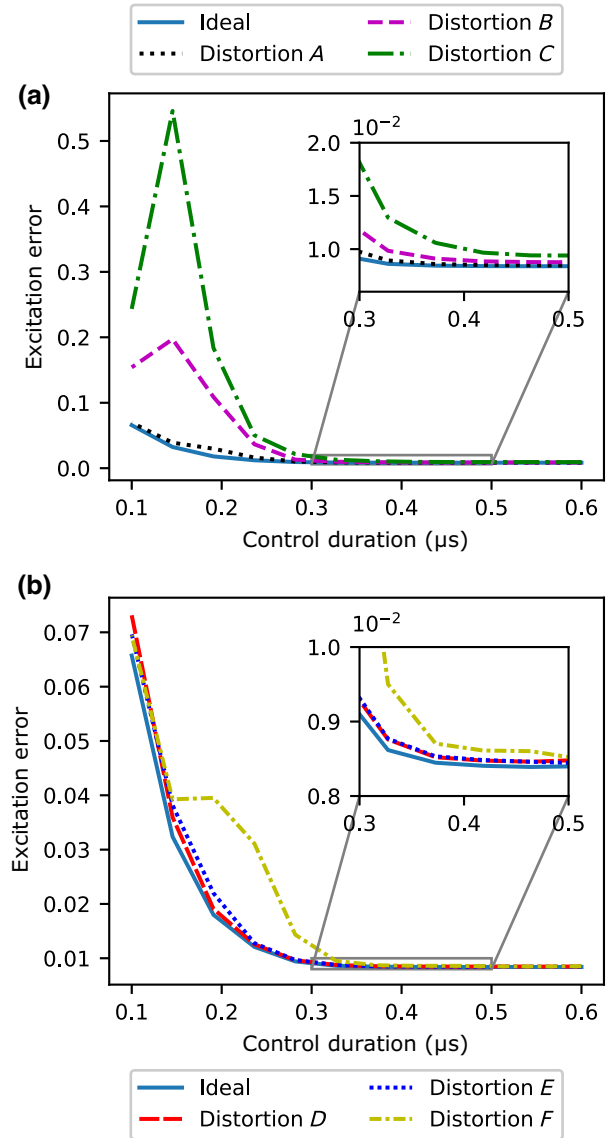 Ideal
Distortion B
Distortion A
Distortion C
(a)
10⁻²
2.0
1.5
1.0
0.3
0.4
0.5
0.5
0.4
0.3
0.2
0.1
0.0
Excitation error
0.1
0.2
0.3
0.4
0.5
0.6
Control duration (µs)
(b)
10⁻²
1.0
0.9
0.8
0.3
0.4
0.5
0.07
0.06
0.05
0.04
0.03
0.02
0.01
Excitation error
0.1
0.2
0.3
0.4
0.5
0.6
Control duration (µs)
Ideal
Distortion E
Distortion D
Distortion F